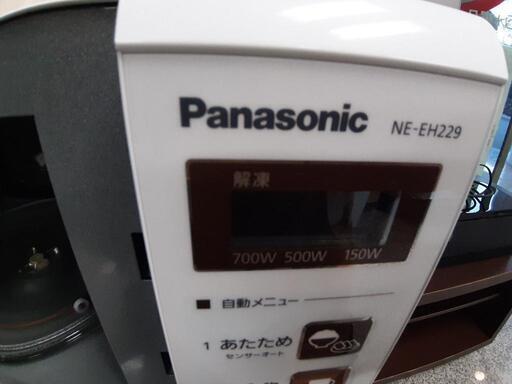 Panasonic NE-EH229
解凍
700W 500W 150W
■ 自動メニュー
1 あたため
センサーオート